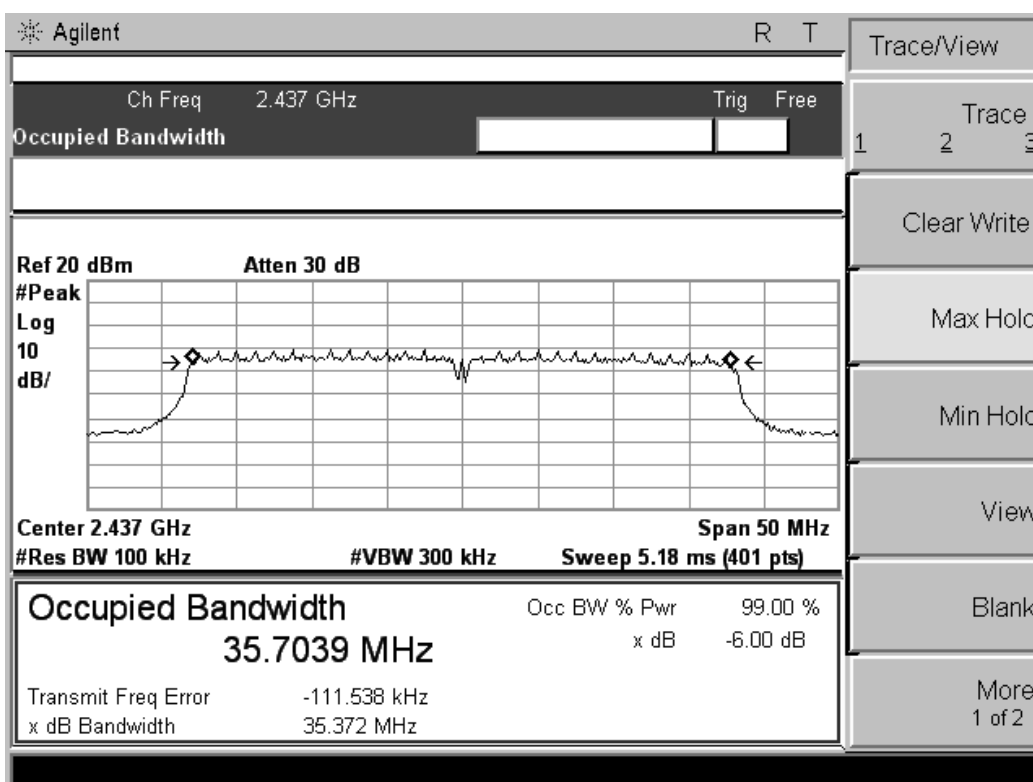 Agilent R T
Ch Freq 2.437 GHz Trig Free
Occupied Bandwidth
Ref 20 dBm Atten 30 dB
#Peak
Log
10
dB/
Center 2.437 GHz Span 50 MHz
#Res BW 100 kHz #VBW 300 kHz Sweep 5.18 ms (401 pts)
Occupied Bandwidth
35.7039 MHz
Occ BW % Pwr 99.00 %
x dB -6.00 dB
Transmit Freq Error -111.538 kHz
x dB Bandwidth 35.372 MHz
Trace/View
Trace
1 2 3
Clear Write
Max Hold
Min Hold
View
Blank
More
1 of 2